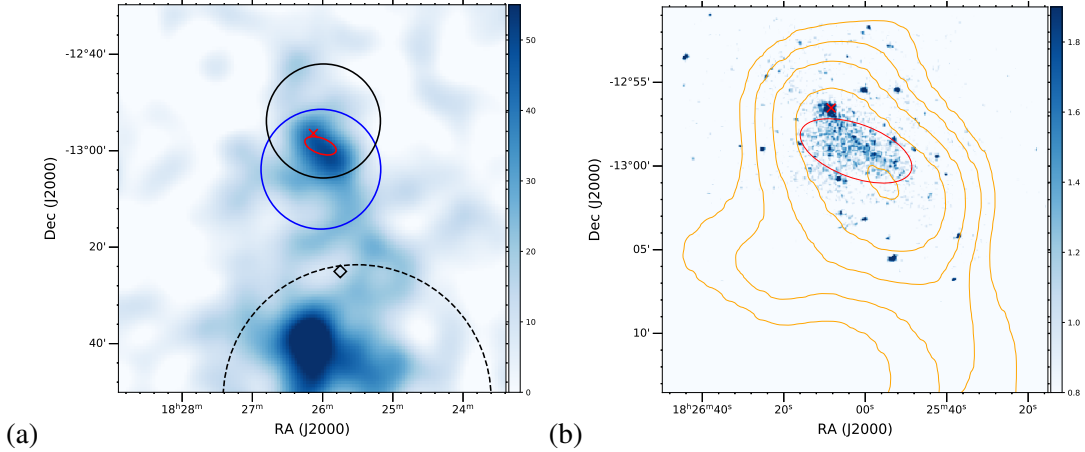 -12°40'
-13°00'
20'
40'
Dec (J2000)
18h28m
27m
26m
25m
24m
RA (J2000)
50
40
30
20
10
0
(a)
-12°55'
-13°00'
05'
10'
Dec (J2000)
18h26m40s
20s
00s
25m40s
20s
RA (J2000)
1.8
1.6
1.4
1.2
1.0
0.8
(b)